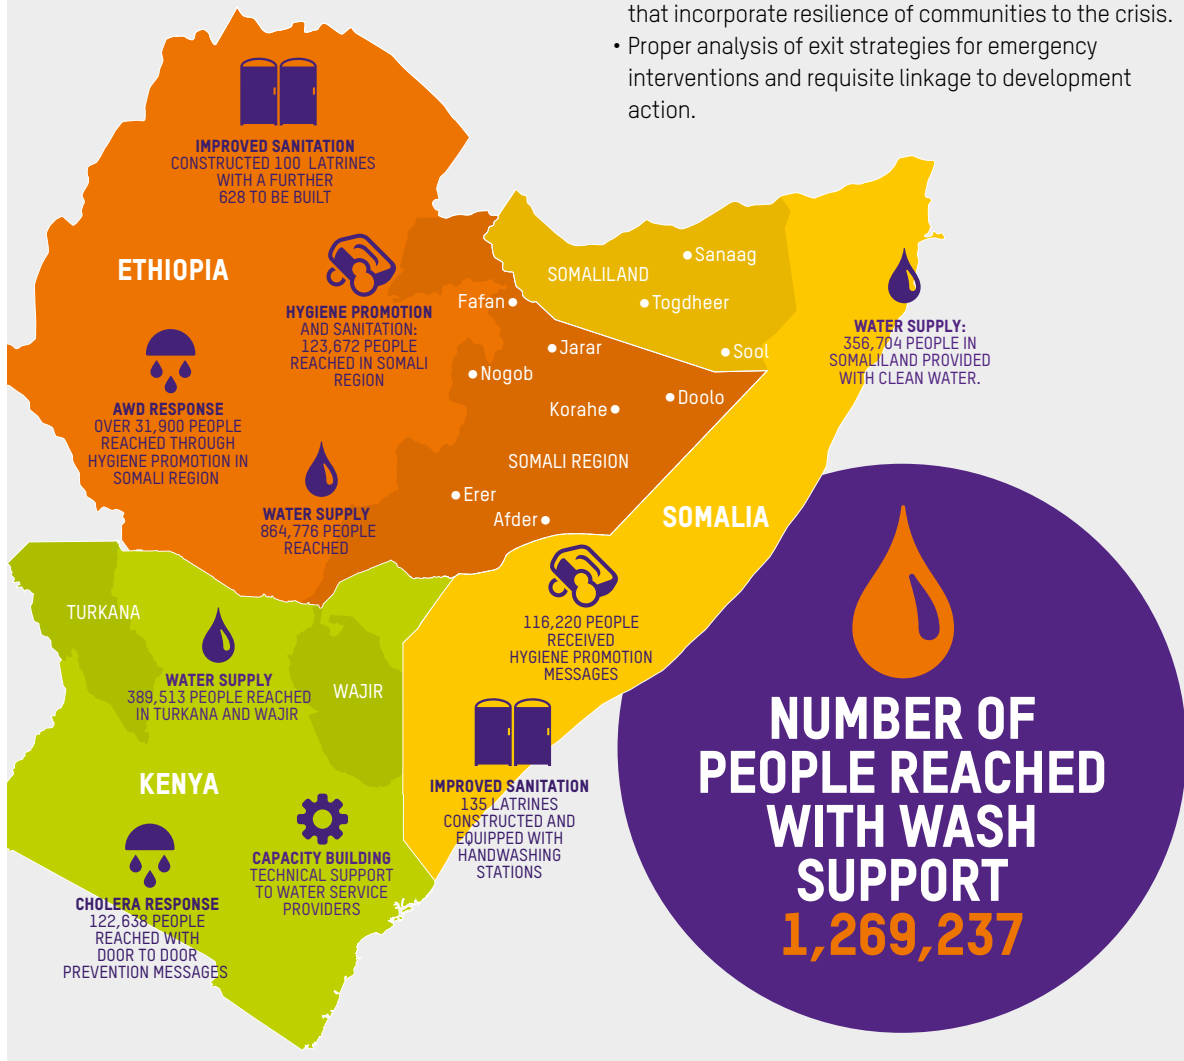 that incorporate resilience of communities to the crisis.
• Proper analysis of exit strategies for emergency
interventions and requisite linkage to development
action.
IMPROVED SANITATION
CONSTRUCTED 100 LATRINES
WITH A FURTHER
628 TO BE BUILT
ETHIOPIA
HYGIENE PROMOTION
AND SANITATION:
123,672 PEOPLE
REACHED IN SOMALI
REGION
AWD RESPONSE
OVER 31,900 PEOPLE
REACHED THROUGH
HYGIENE PROMOTION IN
SOMALI REGION
WATER SUPPLY
864,776 PEOPLE
REACHED
Fafan
Jarar
Nogob
Korahe
Doolo
SOMALI REGION
Erer
Afder
SOMALILAND
Sanaag
Togdheer
Sool
WATER SUPPLY:
356,704 PEOPLE IN
SOMALILAND PROVIDED
WITH CLEAN WATER.
SOMALIA
116,220 PEOPLE
RECEIVED
HYGIENE PROMOTION
MESSAGES
IMPROVED SANITATION
135 LATRINES
CONSTRUCTED AND
EQUIPPED WITH
HANDWASHING
STATIONS
TURKANA
WATER SUPPLY
389,513 PEOPLE REACHED
IN TURKANA AND WAJIR
WAJIR
KENYA
CAPACITY BUILDING
TECHNICAL SUPPORT
TO WATER SERVICE
PROVIDERS
CHOLERA RESPONSE
122,638 PEOPLE
REACHED WITH
DOOR TO DOOR
PREVENTION MESSAGES
NUMBER OF
PEOPLE REACHED
WITH WASH
SUPPORT
1,269,237